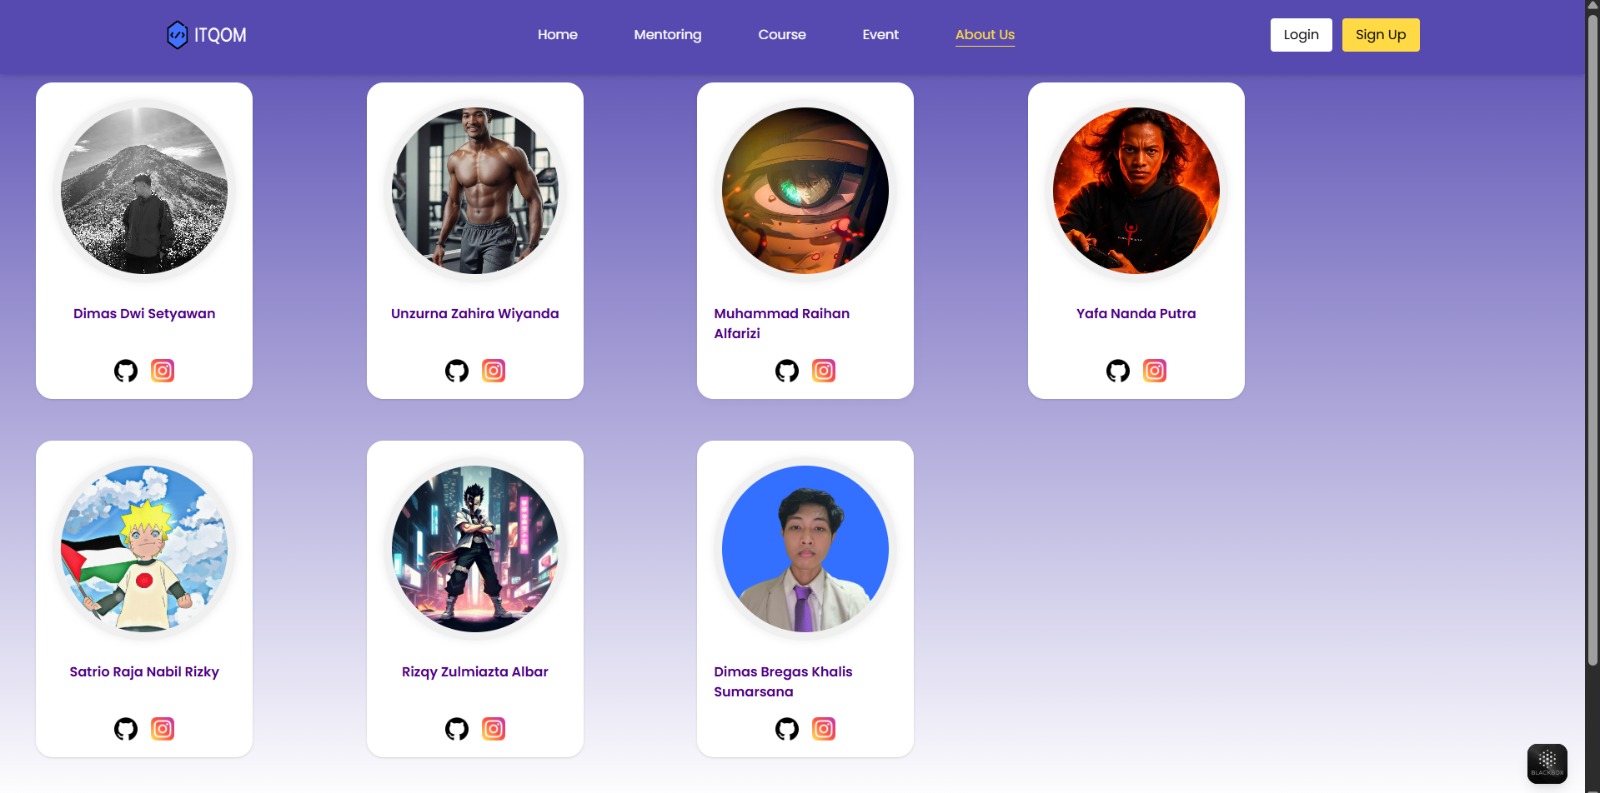 ITQOM
Home
Mentoring
Course
Event
About Us
Login
Sign Up
Dimas Dwi Setyawan
Unzurna Zahira Wiyanda
Muhammad Raihan
Alfarizi
Yafa Nanda Putra
Satrio Raja Nabil Rizky
Rizqy Zulmiazta Albar
Dimas Bregas Khalis
Sumarsana
BLACKBOX